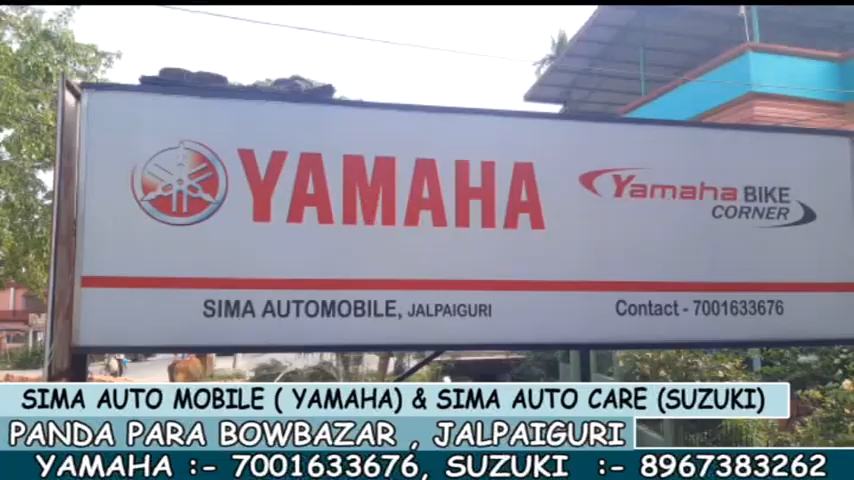 YAMAHA
Yamaha BIKE
CORNER
SIMA AUTOMOBILE, JALPAIGURI
Contact - 7001633676
SIMA AUTO MOBILE ( YAMAHA) & SIMA AUTO CARE (SUZUKI)
PANDA PARA BOWBAZAR , JALPAIGURI
YAMAHA :- 7001633676, SUZUKI :- 8967383262